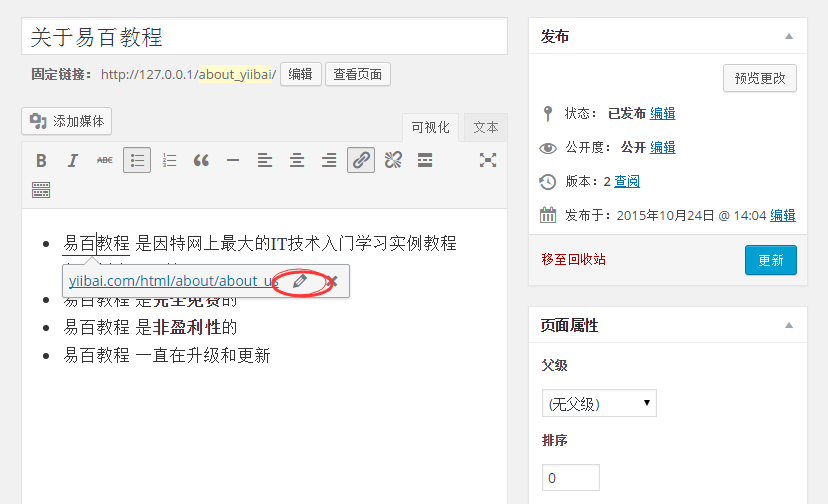 关于易百教程
固定链接： http://127.0.0.1/about_yiibai/ 编辑 查看页面
添加媒体
可视化 文本
B I ABC
易百教程 是因特网上最大的IT技术入门学习实例教程
yiibai.com/html/about/about_us
易百教程 是完全免费的
易百教程 是非盈利性的
易百教程 一直在升级和更新
发布
预览更改
状态： 已发布 编辑
公开度： 公开 编辑
版本：2 查阅
发布于：2015年10月24日 @ 14:04 编辑
移至回收站 更新
页面属性
父级
(无父级)
排序
0